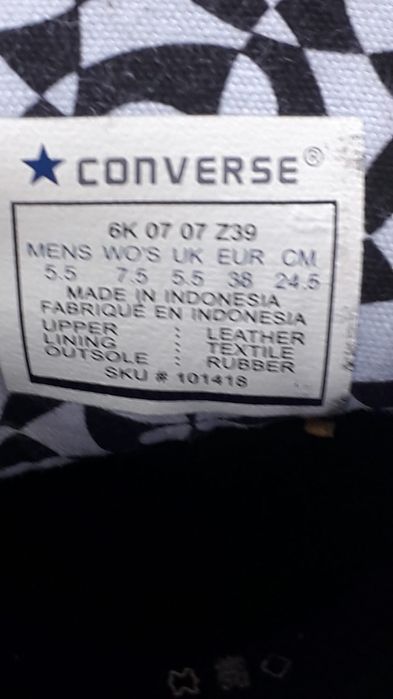 CONVERSE®
6K 07 07 Z39
MENS WO'S UK EUR CM
5.5 7.5 5.5 38 24.5
MADE IN INDONESIA
FABRIQUÉ EN INDONESIA
UPPER : LEATHER
LINING : TEXTILE
OUTSOLE : RUBBER
SKU # 101418